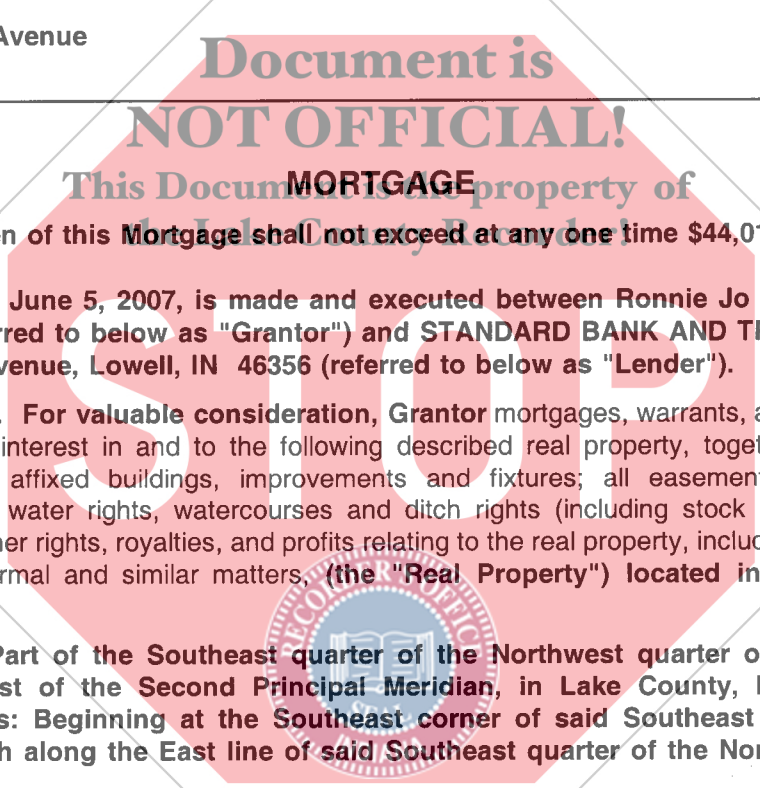 Avenue
Document is
NOT OFFICIAL!
MORTGAGE
This Document is the property of
the Lake County Recorder!
n of this Mortgage shall not exceed at any one time $44,01
June 5, 2007, is made and executed between Ronnie Jo
rred to below as "Grantor") and STANDARD BANK AND T
venue, Lowell, IN 46356 (referred to below as "Lender").
. For valuable consideration, Grantor mortgages, warrants, a
interest in and to the following described real property, toget
affixed buildings, improvements and fixtures; all easement
water rights, watercourses and ditch rights (including stock
her rights, royalties, and profits relating to the real property, includ
rmal and similar matters, (the "Real Property") located in
STOP
Part of the Southeast quarter of the Northwest quarter o
st of the Second Principal Meridian, in Lake County, I
s: Beginning at the Southeast corner of said Southeast
h along the East line of said Southeast quarter of the Nor
RECORDER'S OFFICE
SEAL
INDIANA